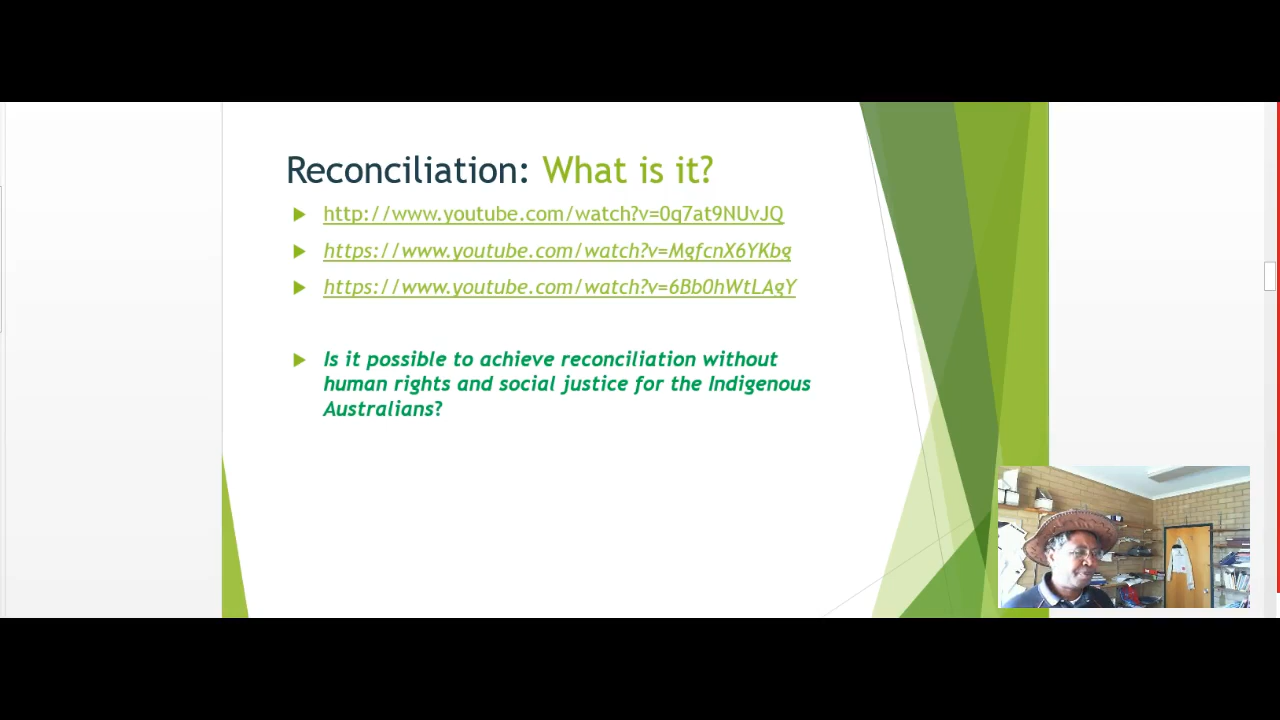 Reconciliation: What is it?
http://www.youtube.com/watch?v=0q7at9NUvJQ
https://www.youtube.com/watch?v=MgfcnX6YKbg
https://www.youtube.com/watch?v=6Bb0hWtLAgY
Is it possible to achieve reconciliation without
human rights and social justice for the Indigenous
Australians?